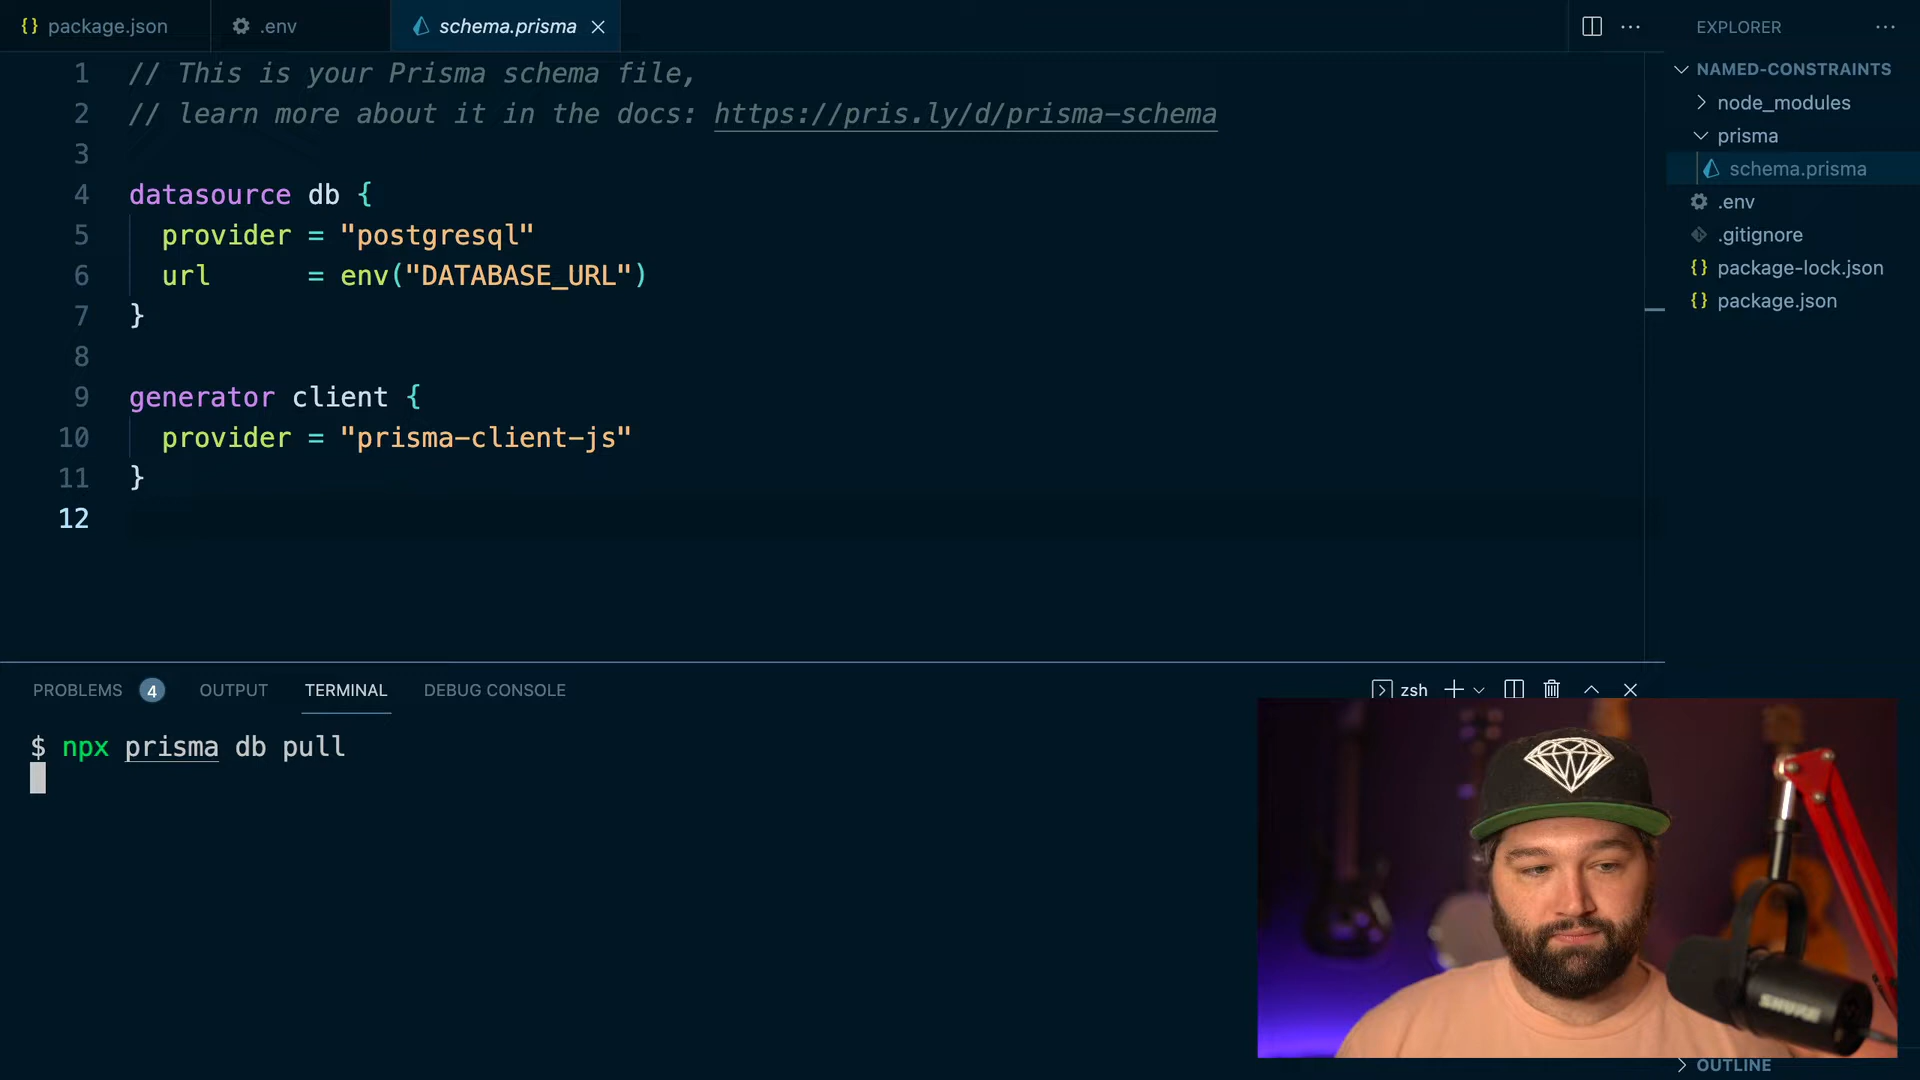 package.json
.env
schema.prisma
1 // This is your Prisma schema file,
2 // learn more about it in the docs: https://pris.ly/d/prisma-schema
3
4 datasource db {
5 provider = "postgresql"
6 url = env("DATABASE_URL")
7 }
8
9 generator client {
10 provider = "prisma-client-js"
11 }
12
EXPLORER
NAMED-CONSTRAINTS
node_modules
prisma
schema.prisma
.env
.gitignore
package-lock.json
package.json
PROBLEMS 4 OUTPUT TERMINAL DEBUG CONSOLE
zsh
$ npx prisma db pull
SHURE
OUTLINE